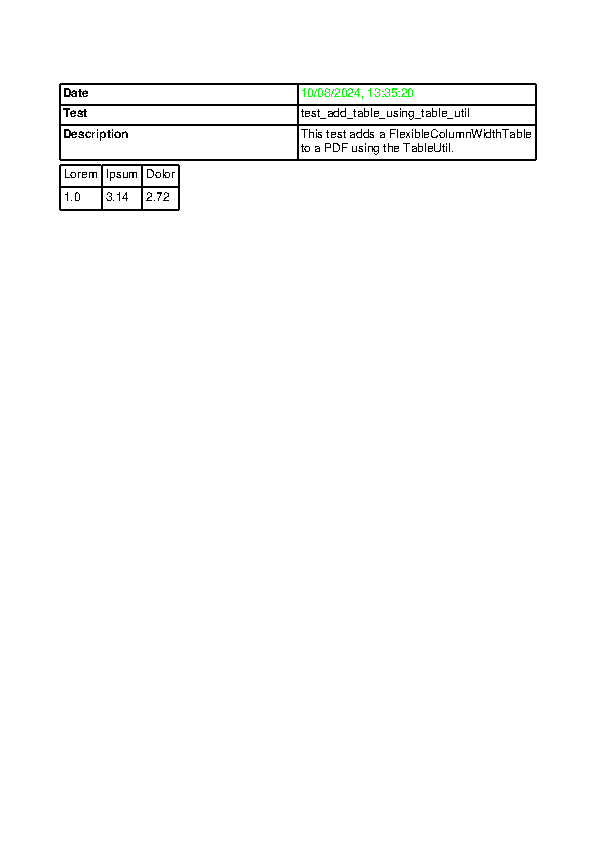 Date 10/08/2024, 13:35:20
Test test_add_table_using_table_util
Description This test adds a FlexibleColumnWidthTable
to a PDF using the TableUtil.
Lorem Ipsum Dolor
1.0 3.14 2.72